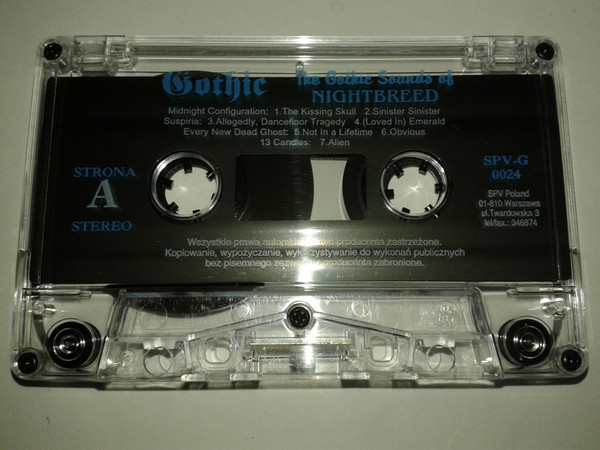 Gothic
The Gothic Sounds of
NIGHTBREED
Midnight Configuration: 1.The Kissing Skull 2.Sinister Sinister
Suspiria: 3.Allegedly, Dancefloor Tragedy 4.(Loved In) Emerald
Every New Dead Ghost: 5.Not In a Lifetime 6.Obvious
13 Candles: 7.Alien
STRONA
A
STEREO
SPV-G
0024
SPV Poland
01-810 Warszawa
ul.Twardowska 3
tel/fax.: 346874
Wszystkie prawa producenta zastrzeżone.
Kopiowanie, wypożyczanie, wykorzystywanie do wykonań publicznych
bez pisemnego zezwolenia producenta zabronione.